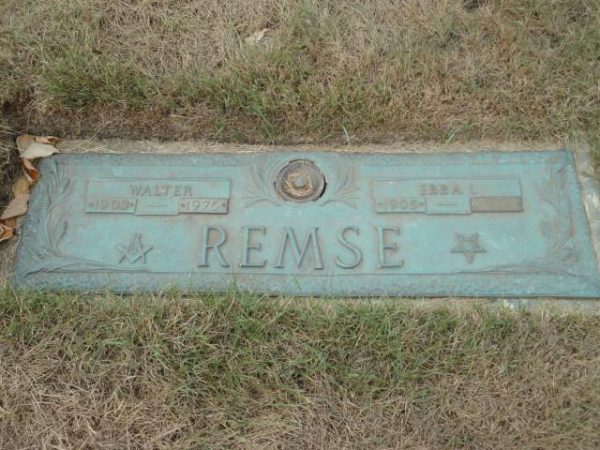 WALTER
1903 — 1975
EBBA L.
1905 —
REMSE